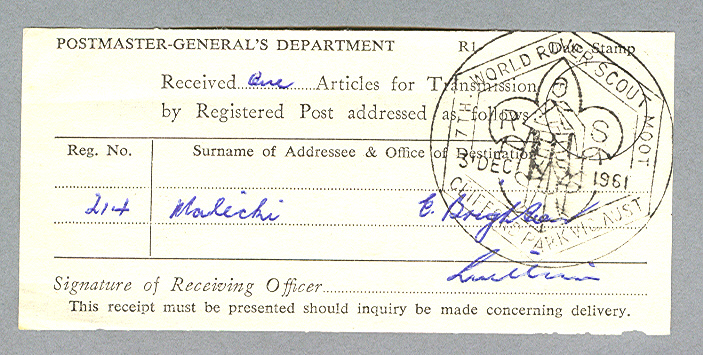 POSTMASTER-GENERAL'S DEPARTMENT R1. Date Stamp
Received One Articles for Transmission
by Registered Post addressed as follows
Reg. No. Surname of Addressee & Office of Destination
214 Malecki E. Brighton
Signature of Receiving Officer
This receipt must be presented should inquiry be made concerning delivery.
7TH WORLD ROVER SCOUT MOOT
3 DEC 1961
PARK VIC. AUST